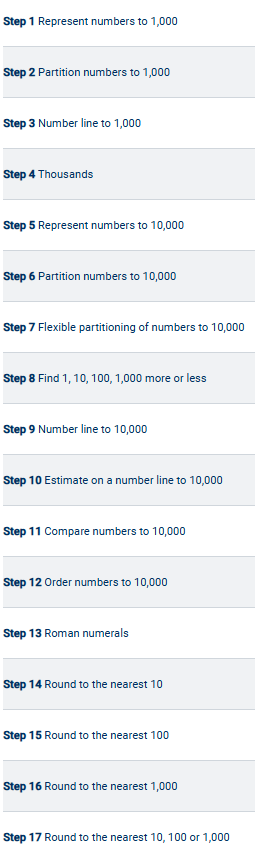 Step 1 Represent numbers to 1,000
Step 2 Partition numbers to 1,000
Step 3 Number line to 1,000
Step 4 Thousands
Step 5 Represent numbers to 10,000
Step 6 Partition numbers to 10,000
Step 7 Flexible partitioning of numbers to 10,000
Step 8 Find 1, 10, 100, 1,000 more or less
Step 9 Number line to 10,000
Step 10 Estimate on a number line to 10,000
Step 11 Compare numbers to 10,000
Step 12 Order numbers to 10,000
Step 13 Roman numerals
Step 14 Round to the nearest 10
Step 15 Round to the nearest 100
Step 16 Round to the nearest 1,000
Step 17 Round to the nearest 10, 100 or 1,000